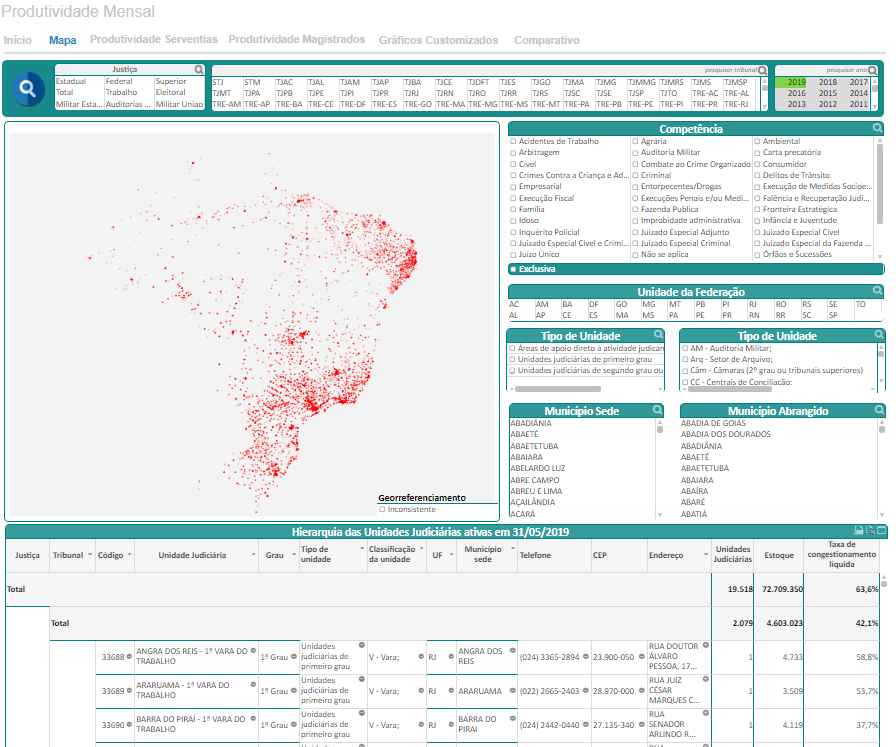 Produtividade Mensal
Início Mapa Produtividade Serventias Produtividade Magistrados Gráficos Customizados Comparativo
Justiça
Estadual Federal Superior
Total Trabalho Eleitoral
Militar Esta... Auditorias ... Militar Uniao
pesquisar tribunal
STJ STM TJAC TJAL TJAM TJAP TJBA TJCE TJDFT TJES TJGO TJMA TJMG TJMMG TJMRS TJMS TJMSP
TJMT TJPA TJPB TJPE TJPI TJPR TJRJ TJRN TJRO TJRR TJRS TJSC TJSE TJSP TJTO TRE-AC TRE-AL
TRE-AM TRE-AP TRE-BA TRE-CE TRE-DF TRE-ES TRE-GO TRE-MA TRE-MG TRE-MS TRE-MT TRE-PA TRE-PB TRE-PE TRE-PI TRE-PR TRE-RJ
pesquisar ano
2019 2018 2017
2016 2015 2014
2013 2012 2011
Georreferenciamento
Inconsistente
Competência
Acidentes de Trabalho Agrária Ambiental
Arbitragem Auditoria Militar Carta precatória
Cível Combate ao Crime Organizado Consumidor
Crimes Contra a Criança e Ad... Criminal Delitos de Trânsito
Empresarial Entorpecentes/Drogas Execução de Medidas Socioe...
Execução Fiscal Execuções Penais e/ou Medi... Falência e Recuperação Judi...
Familia Fazenda Publica Fronteira Estratégica
Idoso Improbidade administrativa Infância e Juventude
Inquérito Policial Juizado Especial Adjunto Juizado Especial Cível
Juizado Especial Cível e Crimi... Juizado Especial Criminal Juizado Especial da Fazenda ...
Juízo Único Não se aplica Órfãos e Sucessões
Exclusiva
Unidade da Federação
AC AM BA DF GO MG MT PB PI RJ RO RS SE TO
AL AP CE ES MA MS PA PE PR RN RR SC SP
Tipo de Unidade
Áreas de apoio direto à atividade judican
Unidades judiciárias de primeiro grau
Unidades judiciárias de segundo grau ou
Tipo de Unidade
AM - Auditoria Militar;
Arq - Setor de Arquivo;
Câm - Câmaras (2º grau ou tribunais superiores)
CC - Centrais de Conciliação;
Município Sede
ABADIÂNIA
ABAETÉ
ABAETETUBA
ABAIARA
ABELARDO LUZ
ABRE CAMPO
ABREU E LIMA
AÇAILÂNDIA
ACARÁ
Município Abrangido
ABADIA DE GOIÁS
ABADIA DOS DOURADOS
ABADIÂNIA
ABAETÉ
ABAETETUBA
ABAIARA
ABAÍRA
ABARÉ
ABATIÁ
Hierarquia das Unidades Judiciárias ativas em 31/05/2019
Justiça Tribunal Código Unidade Judiciária Grau Tipo de unidade Classificação da unidade UF Município sede Telefone CEP Endereço Unidades Judiciárias Estoque Taxa de congestionamento líquida
Total 19.518 72.709.350 63,6%
Total 2.079 4.603.023 42,1%
33688 ANGRA DOS REIS - 1ª VARA DO TRABALHO 1º Grau Unidades judiciárias de primeiro grau V - Vara; RJ ANGRA DOS REIS (024) 3365-2894 23.900-050 RUA DOUTOR ÁLVARO PESSOA, 17... 1 4.733 58,8%
33689 ARARUAMA - 1ª VARA DO TRABALHO 1º Grau Unidades judiciárias de primeiro grau V - Vara; RJ ARARUAMA (022) 2665-2403 28.970-000 RUA JUIZ CÉSAR MARQUES C... 1 3.509 53,7%
33690 BARRA DO PIRAÍ - 1ª VARA DO TRABALHO 1º Grau Unidades judiciárias de primeiro grau V - Vara; RJ BARRA DO PIRAI (024) 2442-0440 27.135-340 RUA SENADOR ARLINDO R... 1 4.119 37,7%